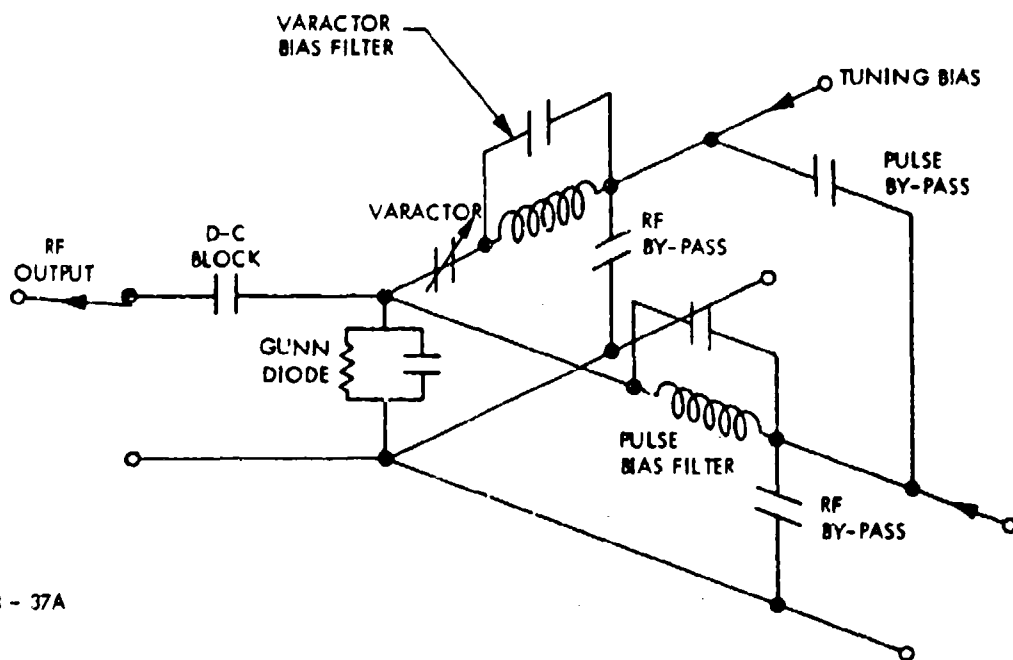 VARACTOR
BIAS FILTER
TUNING BIAS
PULSE
BY-PASS
VARACTOR
D-C
BLOCK
RF
BY-PASS
RF
OUTPUT
GUNN
DIODE
PULSE
BIAS FILTER
RF
BY-PASS
- 37A